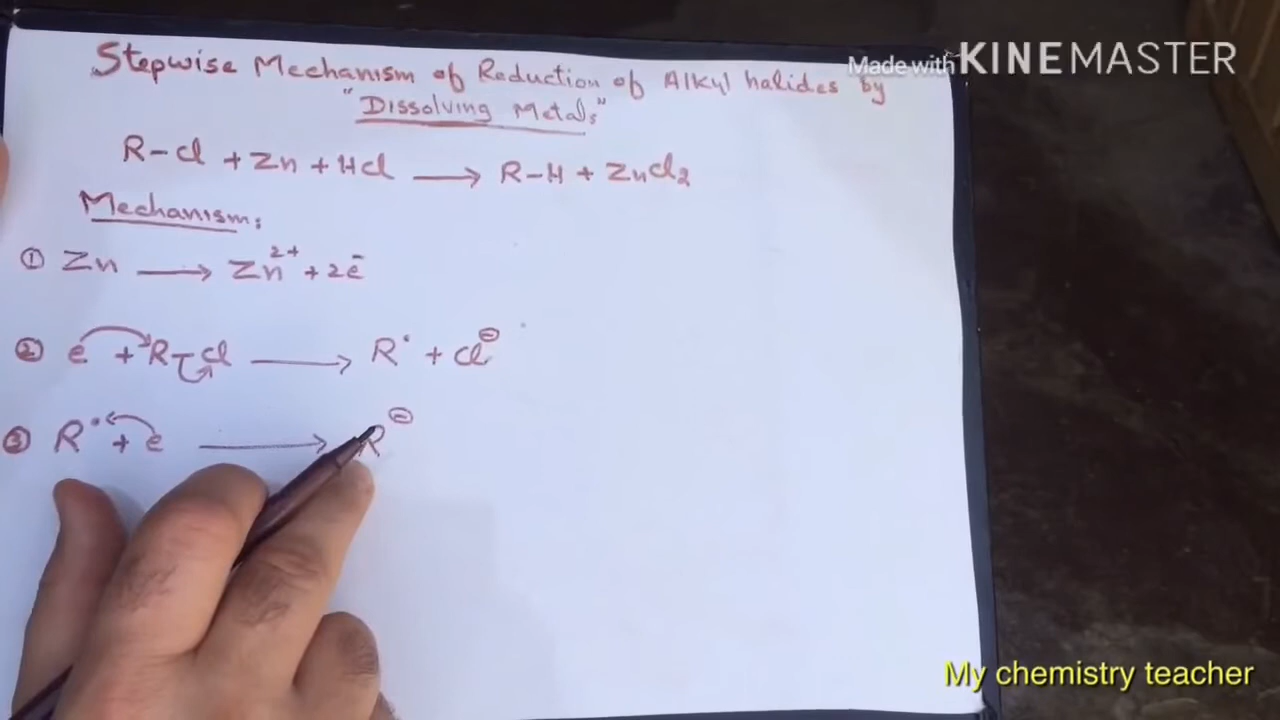 Made with KINEMASTER
Stepwise Mechanism of Reduction of Alkyl halides by
"Dissolving Metals"
R-Cl + Zn + HCl ⟶ R-H + ZnCl₂
Mechanism:
① Zn ⟶ Zn²⁺ + 2e⁻
② e + R-Cl ⟶ R• + Cl⊖
③ R• + e ⟶ R⊖
My chemistry teacher